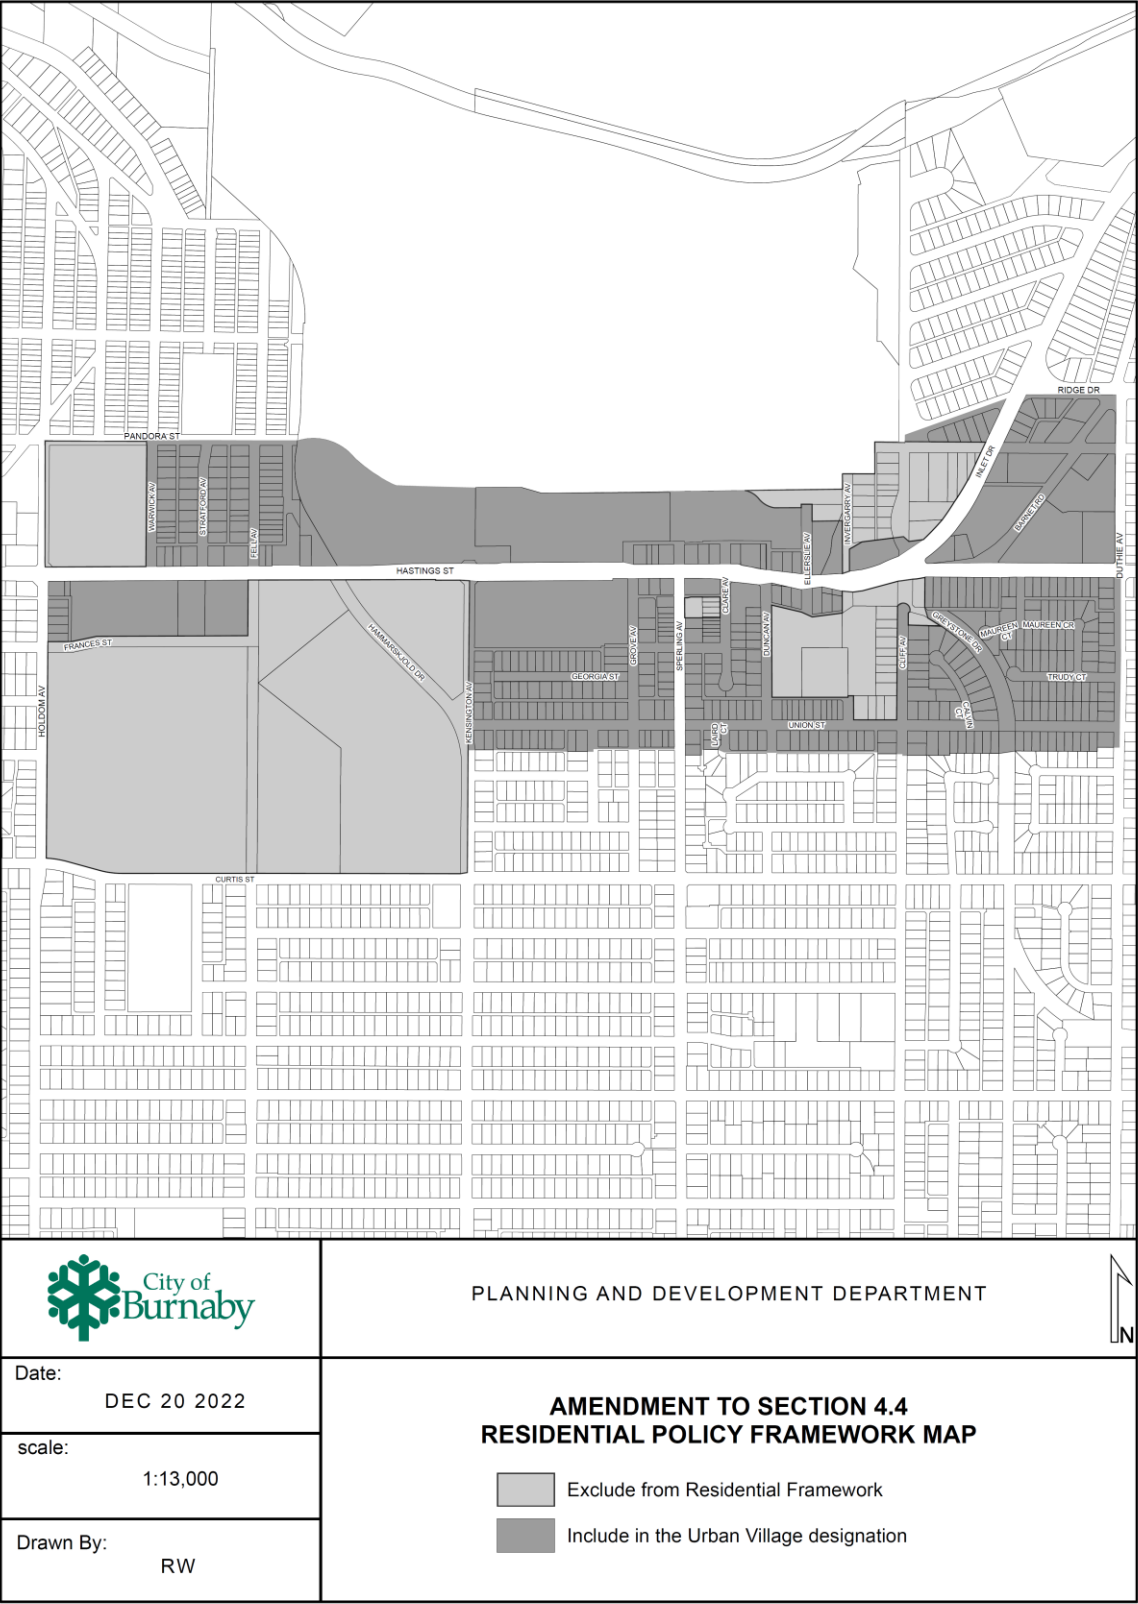 RIDGE DR
PANDORA ST
INLET DR
WARWICK AV
STRATFORD AV
FELL AV
INVERGARRY AV
BARNET RD
ELLERSLIE AV
DUTHIE AV
HASTINGS ST
CLARE AV
FRANCES ST
HAMMARSKJOLD DR
GROVE AV
SPERLING AV
DUNCAN AV
CLIFF AV
GREYSTONE DR
MAUREEN
CT
MAUREEN CR
GEORGIA ST
TRUDY CT
HOLDOM AV
KENSINGTON AV
LAIRD
CT
UNION ST
CALVIN
CT
CURTIS ST
City of
Burnaby
PLANNING AND DEVELOPMENT DEPARTMENT
N
Date:
DEC 20 2022
scale:
1:13,000
Drawn By:
RW
AMENDMENT TO SECTION 4.4
RESIDENTIAL POLICY FRAMEWORK MAP
Exclude from Residential Framework
Include in the Urban Village designation